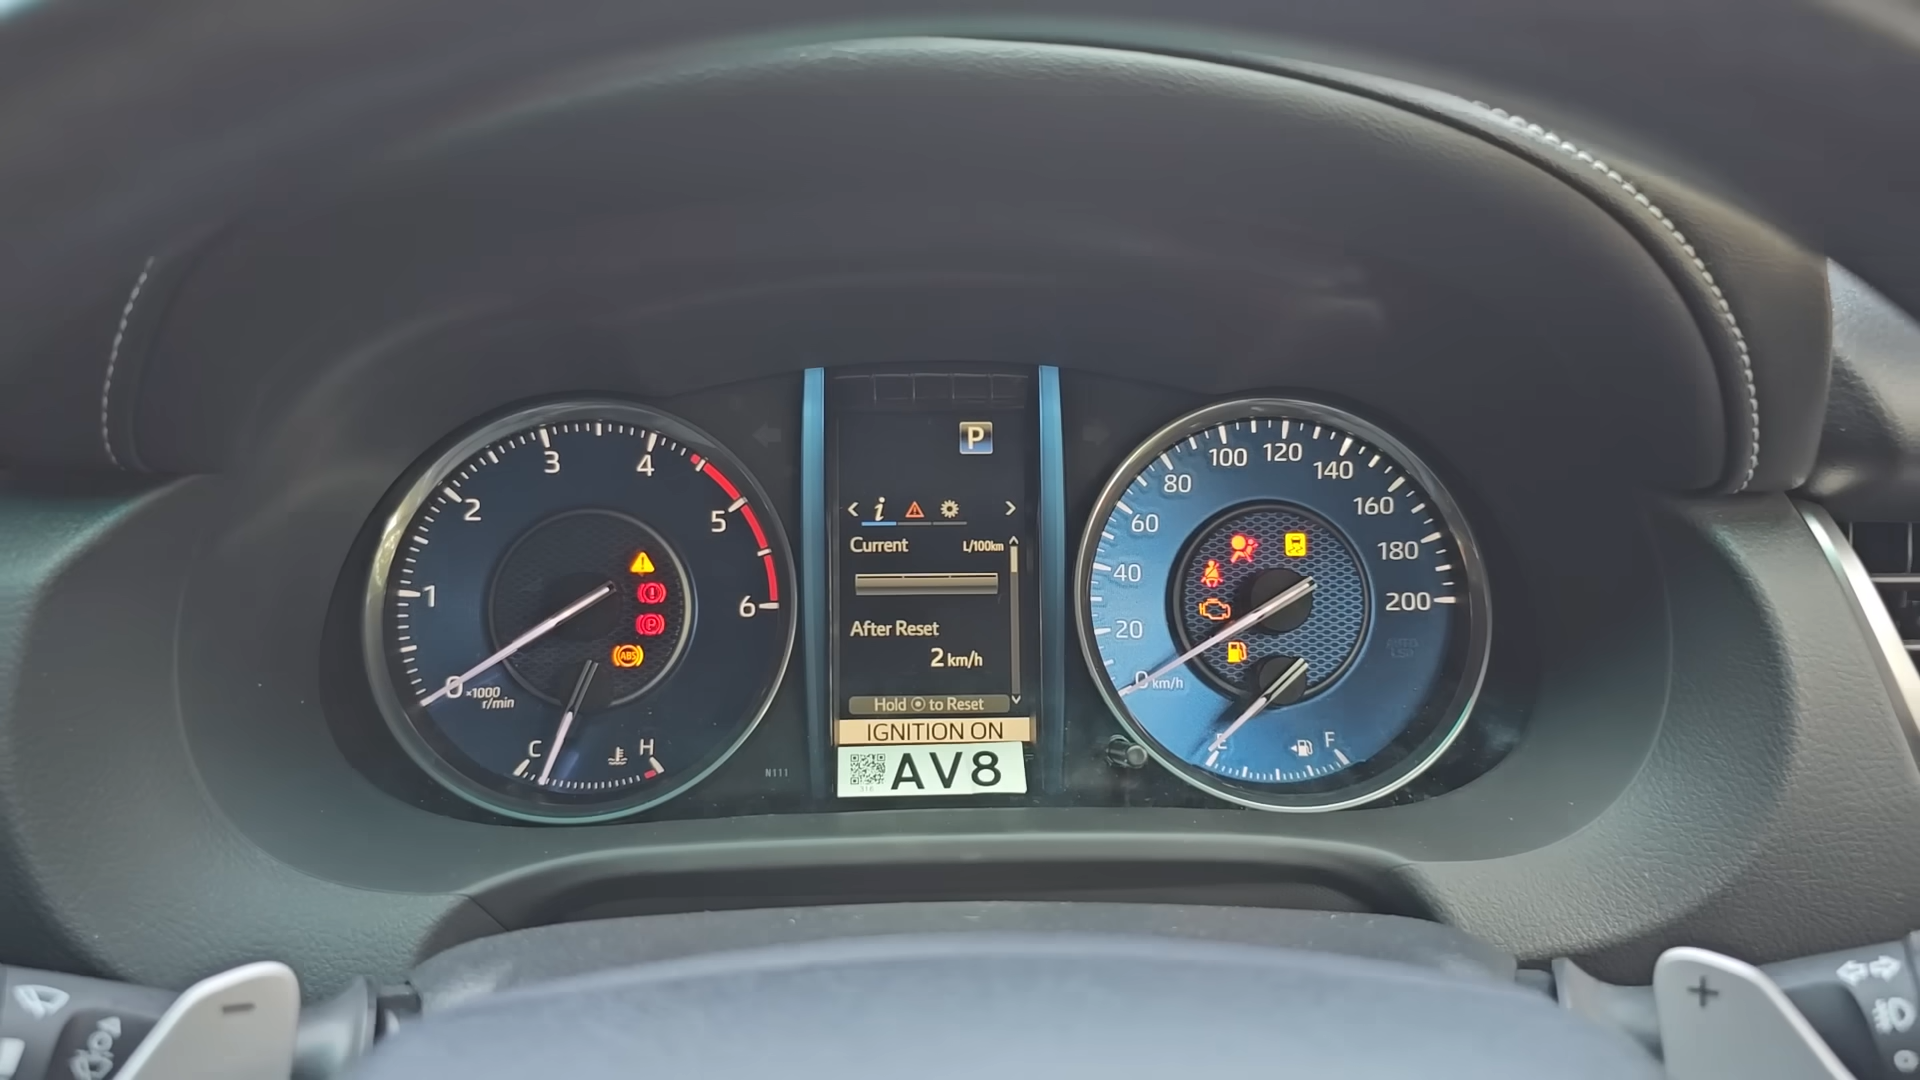 0
1
2
3
4
5
6
×1000
r/min
C
H
ABS
P
N111
P
i
Current L/100km
After Reset
2 km/h
Hold ⦿ to Reset
IGNITION ON
316
AV8
0
20
40
60
80
100
120
140
160
180
200
km/h
E
F
-
+